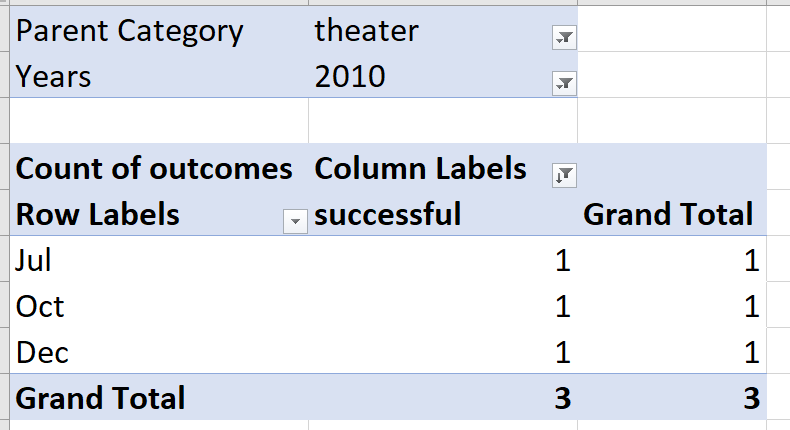 Parent Category theater
Years 2010
Count of outcomes Column Labels
Row Labels successful Grand Total
Jul 1 1
Oct 1 1
Dec 1 1
Grand Total 3 3